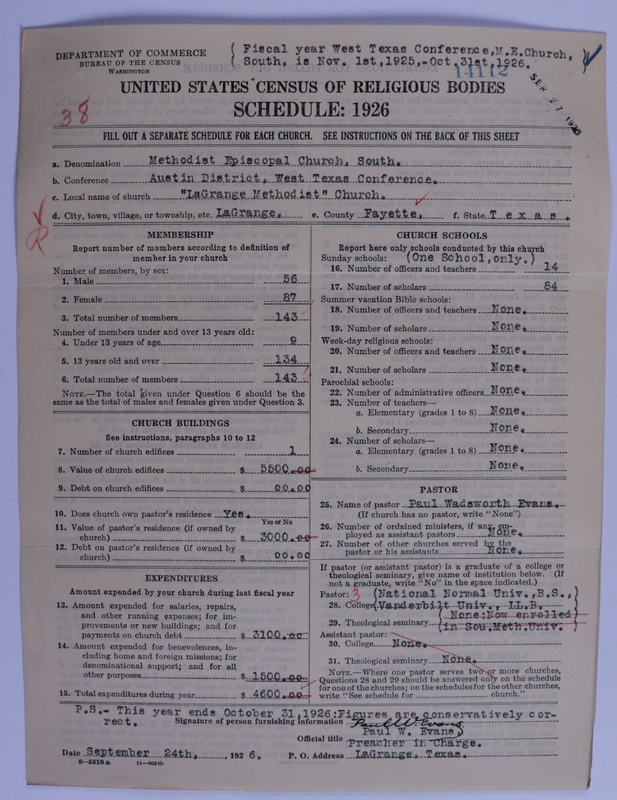 DEPARTMENT OF COMMERCE
BUREAU OF THE CENSUS
WASHINGTON
( Fiscal year West Texas Conference, M.E.Church, )
( South, is Nov. 1st, 1925,-Oct.31st, 1926. )
14112
SEP 27 1926
UNITED STATES CENSUS OF RELIGIOUS BODIES
SCHEDULE: 1926
38
FILL OUT A SEPARATE SCHEDULE FOR EACH CHURCH. SEE INSTRUCTIONS ON THE BACK OF THIS SHEET
a. Denomination Methodist Episcopal Church, South.
b. Conference Austin District, West Texas Conference.
c. Local name of church "LaGrange Methodist" Church.
d. City, town, village, or township, etc. LaGrange, e. County Fayette, f. State Texas.
R
MEMBERSHIP
Report number of members according to definition of
member in your church
Number of members, by sex:
1. Male 56
2. Female 87
3. Total number of members 143
Number of members under and over 13 years old:
4. Under 13 years of age 9
5. 13 years old and over 134
6. Total number of members 143
NOTE.—The total given under Question 6 should be
same as the total of males and females given under Question 3.
CHURCH BUILDINGS
See instructions, paragraphs 10 to 12
7. Number of church edifices 1
8. Value of church edifices $ 5500.00
9. Debt on church edifices $ 00.00
10. Does church own pastor's residence Yes.
Yes or No
11. Value of pastor's residence (if owned by
church) $ 3000.00
12. Debt on pastor's residence (if owned by
church) $ 00.00
EXPENDITURES
Amount expended by your church during last fiscal year
13. Amount expended for salaries, repairs,
and other running expenses; for im-
provements or new buildings; and for
payments on church debt $ 3100.00
14. Amount expended for benevolences, in-
cluding home and foreign missions; for
denominational support; and for all
other purposes $ 1500.00
15. Total expenditures during year $ 4600.00
CHURCH SCHOOLS
Report here only schools conducted by this church
Sunday schools: (One School,only.)
16. Number of officers and teachers 14
17. Number of scholars 84
Summer vacation Bible schools:
18. Number of officers and teachers None.
19. Number of scholars None.
Week-day religious schools:
20. Number of officers and teachers None.
21. Number of scholars None.
Parochial schools:
22. Number of administrative officers None.
23. Number of teachers—
a. Elementary (grades 1 to 8) None.
b. Secondary None.
24. Number of scholars—
a. Elementary (grades 1 to 8) None.
b. Secondary None.
PASTOR
25. Name of pastor Paul Wadsworth Evans.
(If church has no pastor, write "None")
26. Number of ordained ministers, if any, em-
ployed as assistant pastors None.
27. Number of other churches served by the
pastor or his assistants None.
If pastor (or assistant pastor) is a graduate of a college or
theological seminary, give name of institution below. (If
not a graduate, write "No" in the space indicated.)
Pastor: 3 (National Normal Univ.,B.S.,)
28. College (Vanderbilt Univ., LL.B.
29. Theological seminary (None:Now enrolled)
(in Sou.Meth.Univ. )
Assistant pastor:
30. College None.
31. Theological seminary None.
NOTE.—Where one pastor serves two or more churches,
Questions 28 and 29 should be answered only on the schedule
for one of the churches; on the schedules for the other churches,
write "See schedule for church."
P.S.- This year ends October 31,1926:Figures are conservatively cor-
rect. Signature of person furnishing information Paul W. Evans
Paul W. Evans)
Official title Preacher in Charge.
Date September 24th, 1926. P. O. Address LaGrange, Texas.
8—5518a 11—9024b